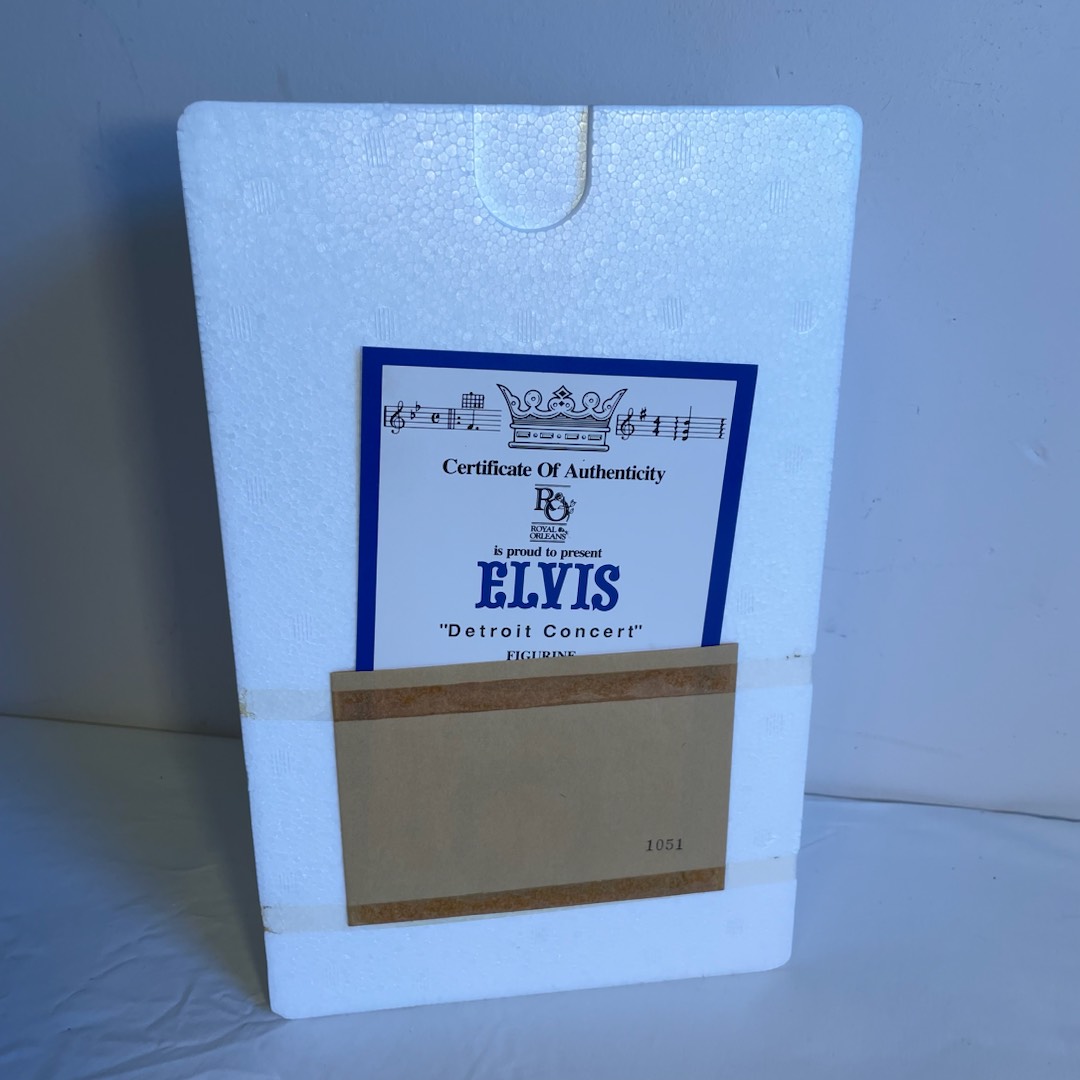 Certificate Of Authenticity
RO
ROYAL
ORLEANS
is proud to present
ELVIS
"Detroit Concert"
FIGURINE
1051